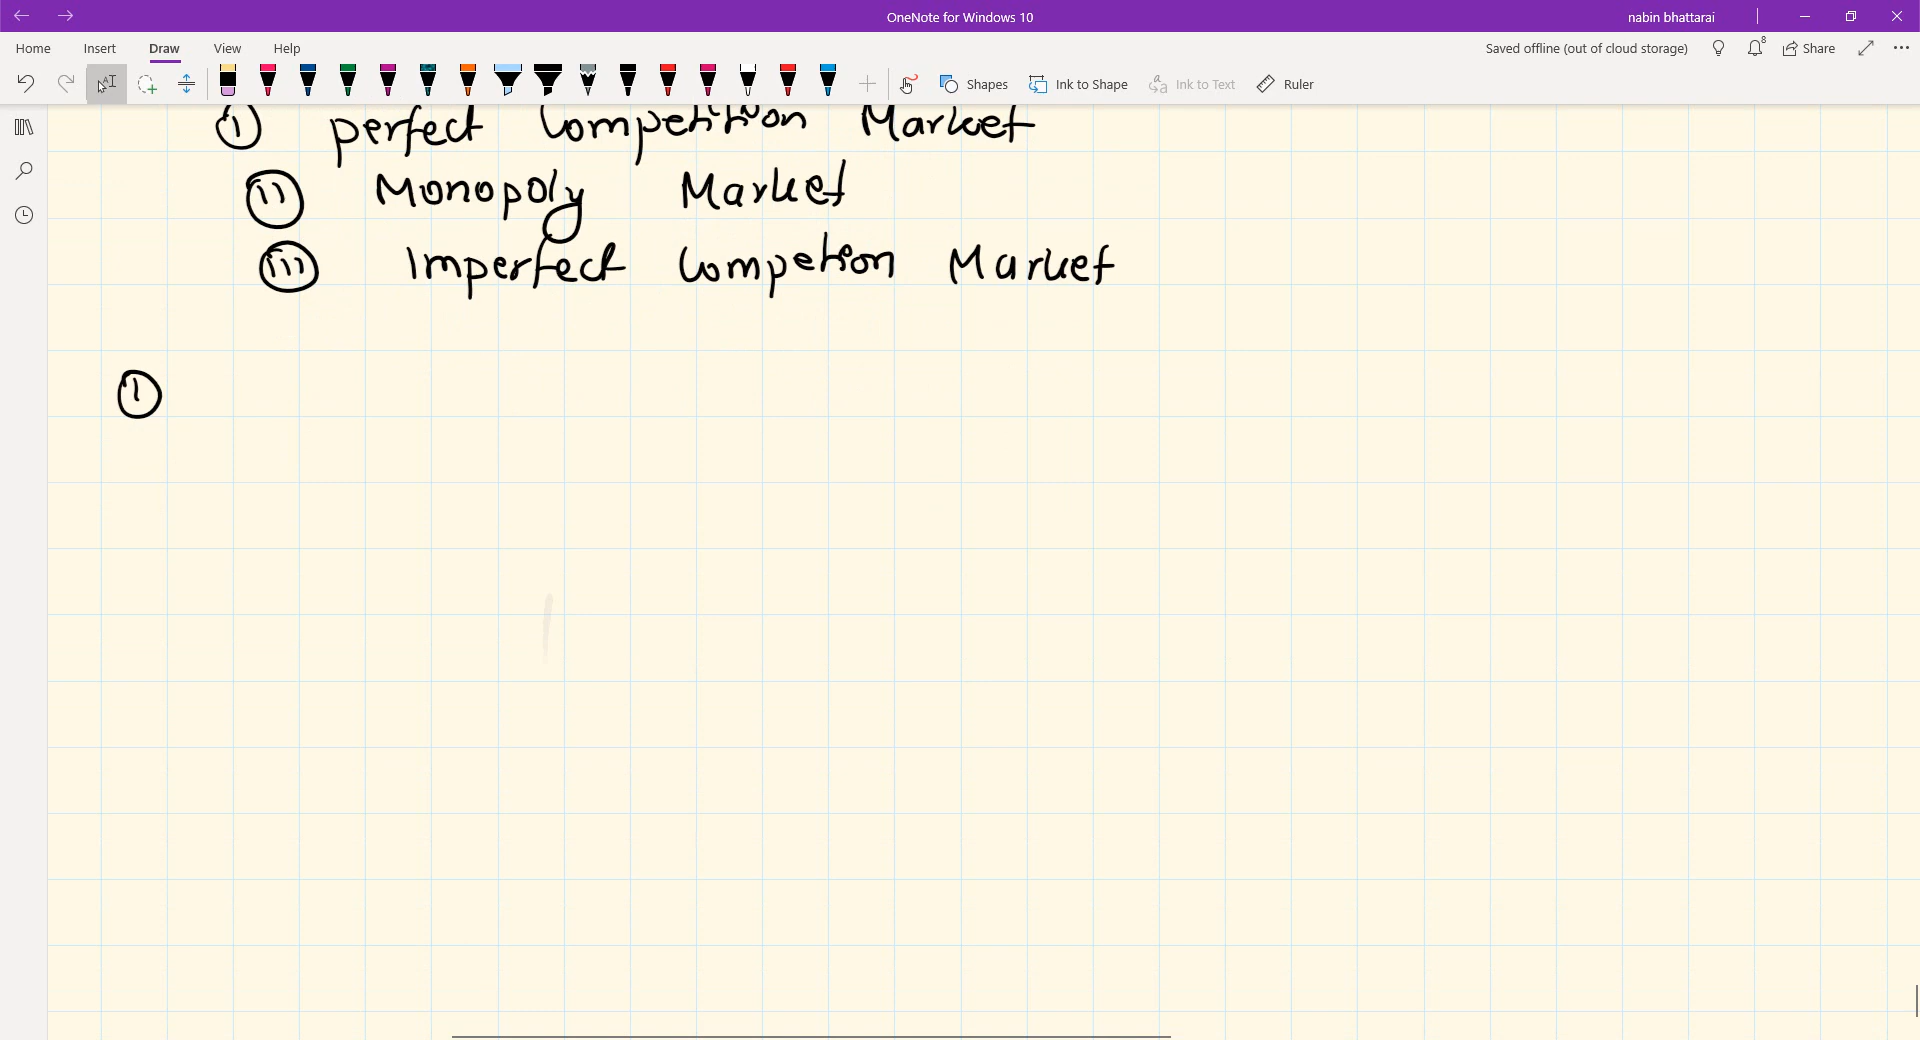 OneNote for Windows 10
nabin bhattarai
Home Insert Draw View Help
Saved offline (out of cloud storage)
8
Share
Shapes
Ink to Shape
Ink to Text
Ruler
(i) perfect Competition Market
(ii) Monopoly Market
(iii) Imperfect Competion Market
(i)